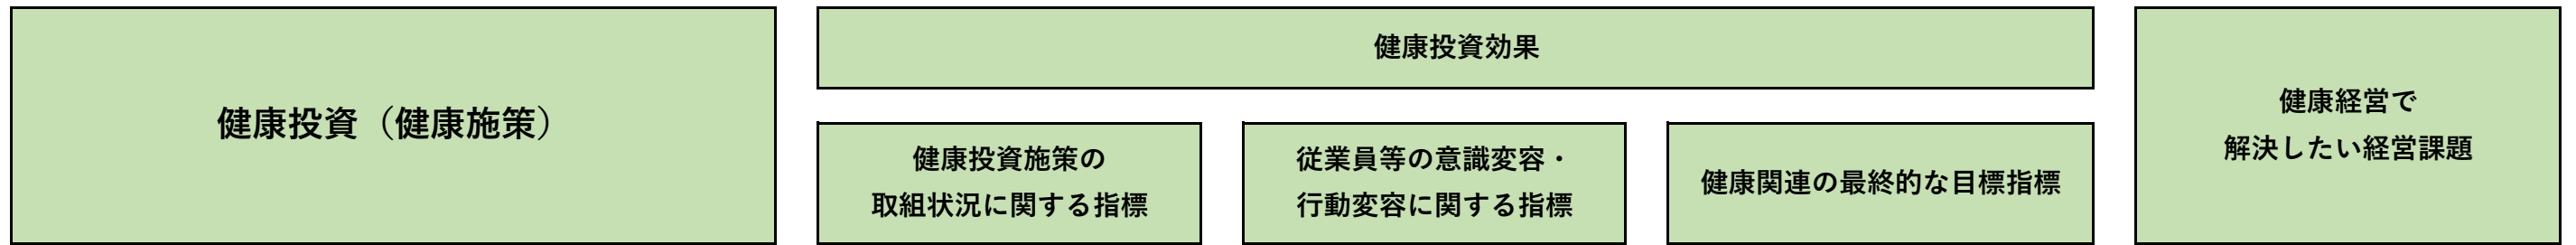 健康投資（健康施策）
健康投資効果
健康投資施策の
取組状況に関する指標
従業員等の意識変容・
行動変容に関する指標
健康関連の最終的な目標指標
健康経営で
解決したい経営課題